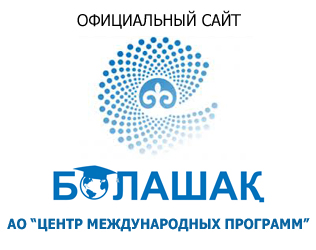 ОФИЦИАЛЬНЫЙ САЙТ
БОЛАШАҚ
АО “ЦЕНТР МЕЖДУНАРОДНЫХ ПРОГРАММ”